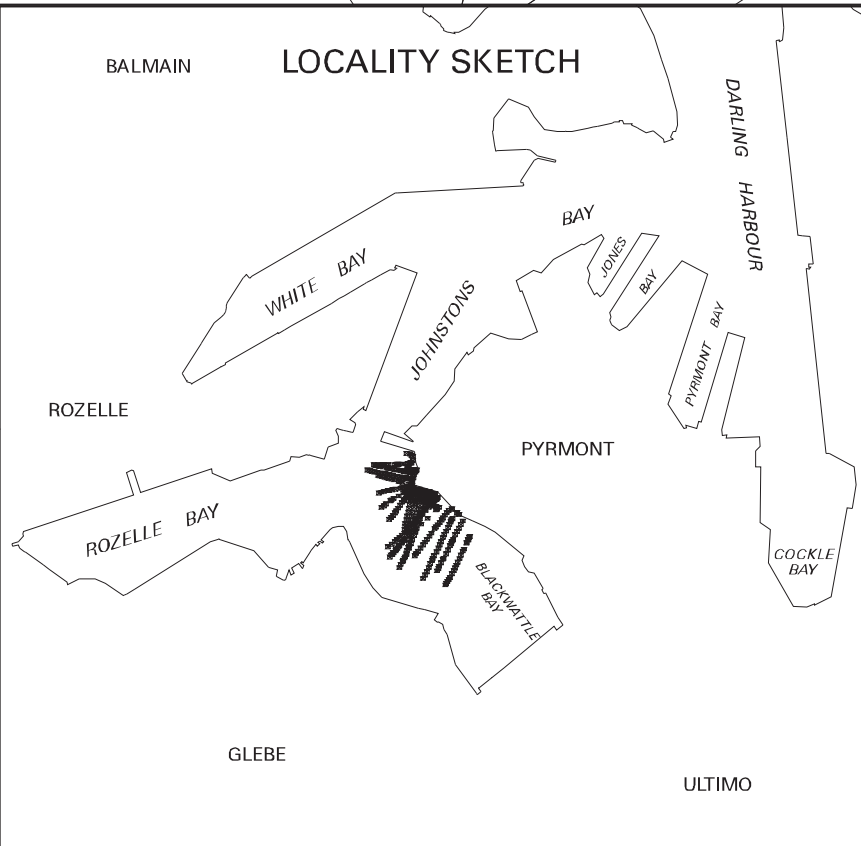 LOCALITY SKETCH
BALMAIN
DARLING HARBOUR
BAY
JONES
BAY
WHITE BAY
JOHNSTONS
PYRMONT BAY
ROZELLE
PYRMONT
ROZELLE BAY
COCKLE
BAY
BLACKWATTLE
BAY
GLEBE
ULTIMO